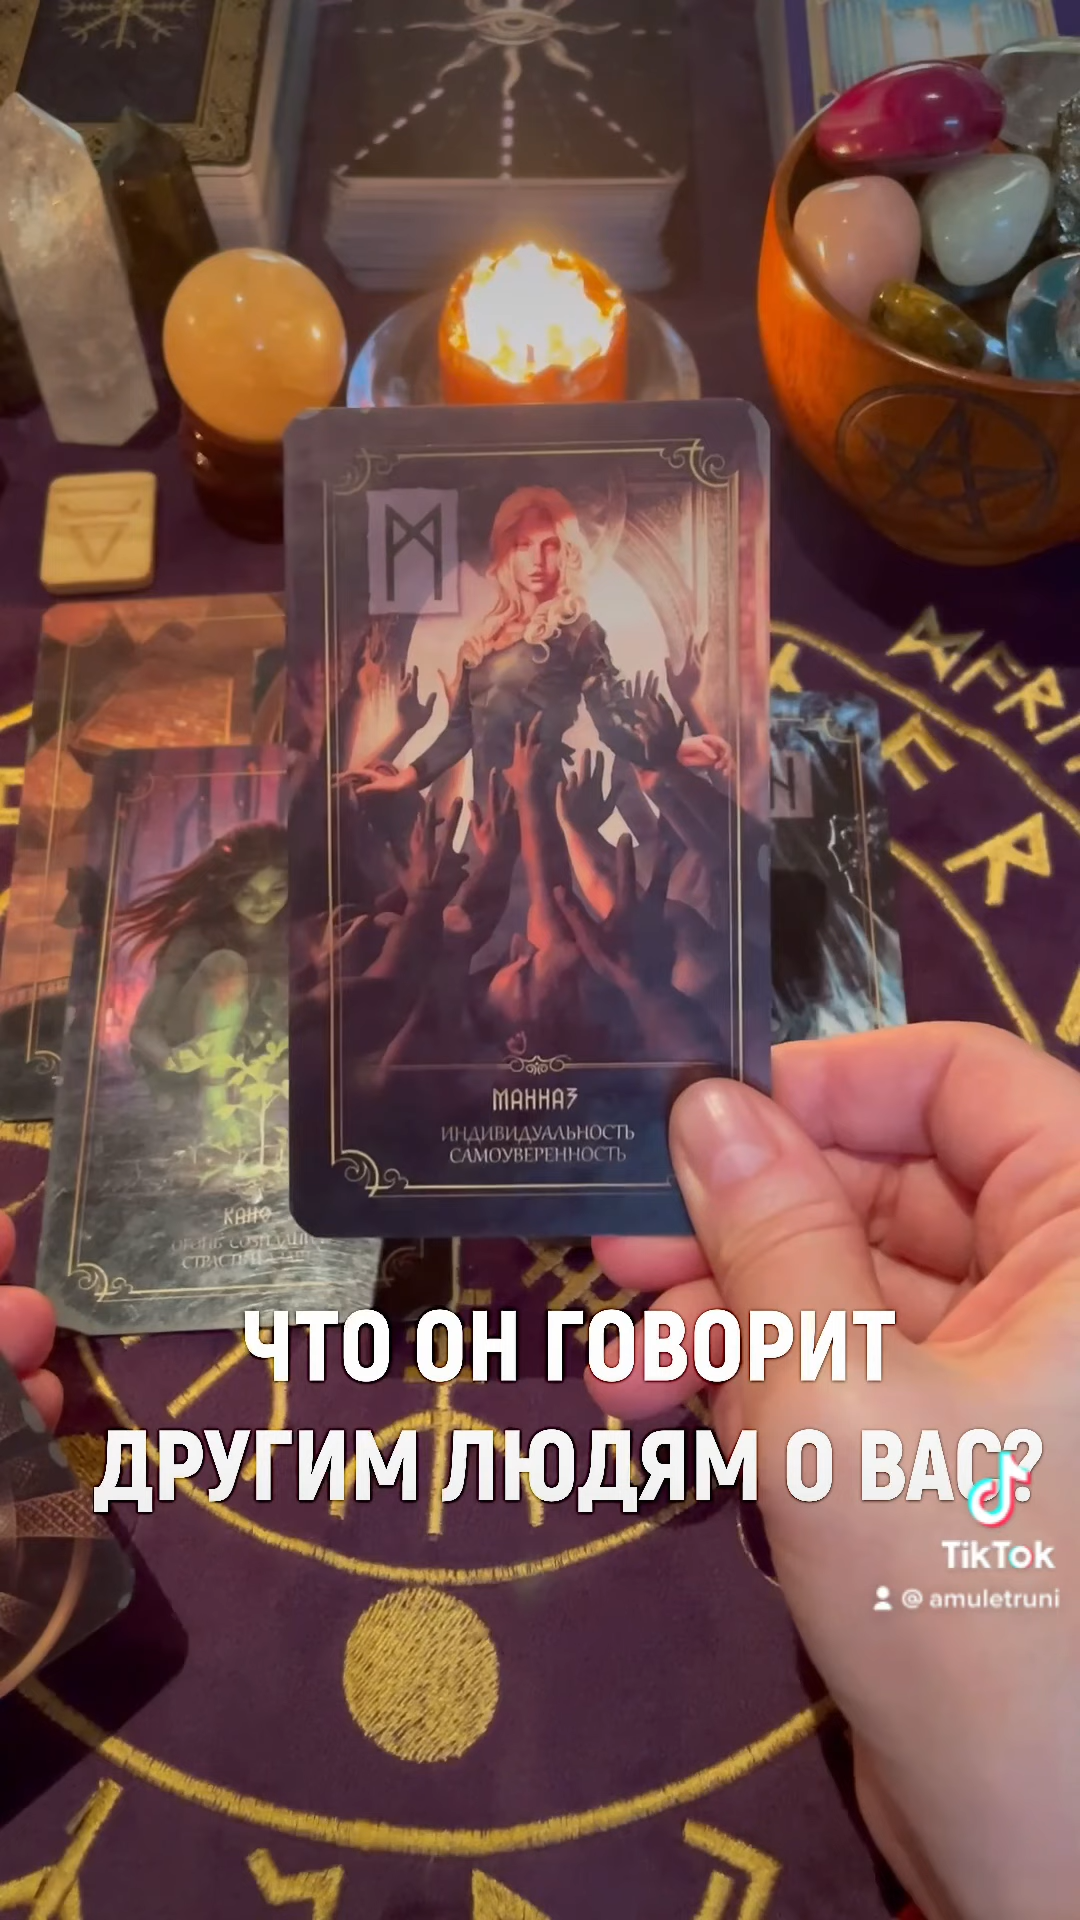 МАННАЗ
ИНДИВИДУАЛЬНОСТЬ
САМОУВЕРЕННОСТЬ
КАНО
ЧТО ОН ГОВОРИТ
ДРУГИМ ЛЮДЯМ О ВАС?
TikTok
@ amuletruni